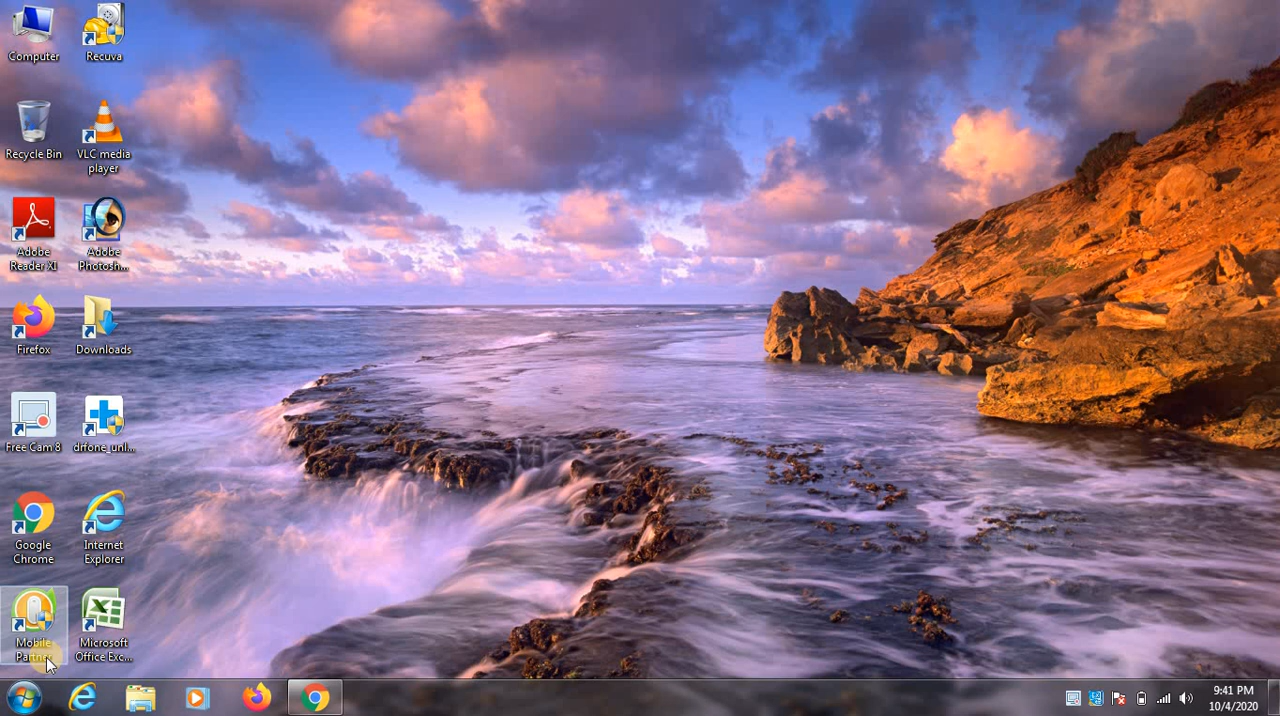 Computer
Recuva
Recycle Bin
VLC media
player
Adobe
Reader XI
Adobe
Photosh...
Firefox
Downloads
Free Cam 8
drfone_unl...
Google
Chrome
Internet
Explorer
Mobile
Partner
Microsoft
Office Exc...
9:41 PM
10/4/2020